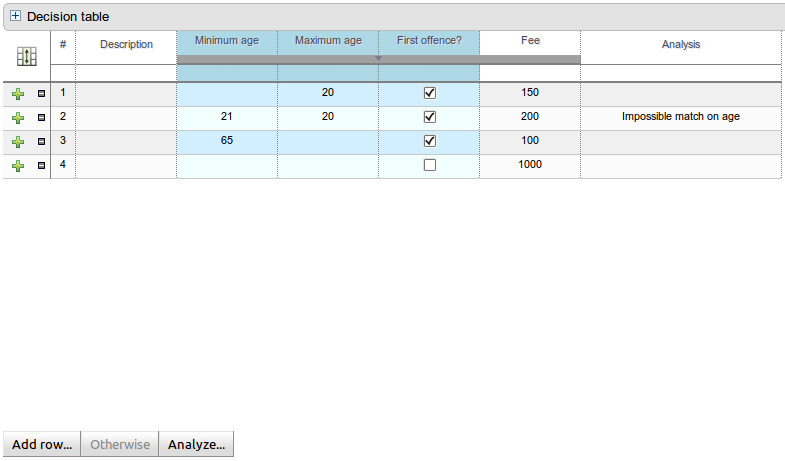 Decision table
# Description Minimum age Maximum age First offence? Fee Analysis
1 20 150
2 21 20 200 Impossible match on age
3 65 100
4 1000
Add row... Otherwise Analyze...